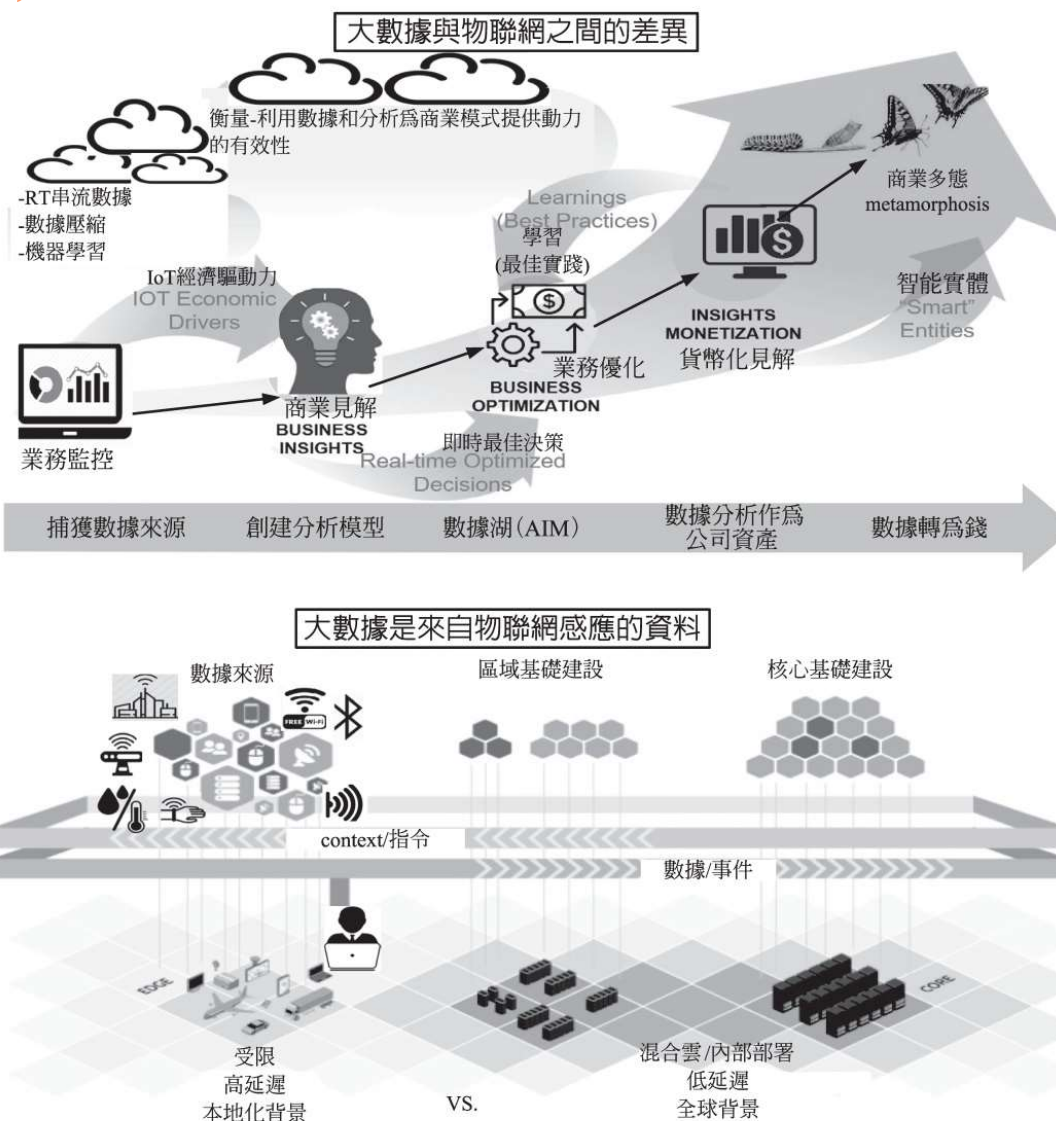 大數據與物聯網之間的差異
衡量-利用數據和分析爲商業模式提供動力
的有效性
-RT串流數據
-數據壓縮
-機器學習
IoT經濟驅動力
IOT Economic
Drivers
Learnings
(Best Practices)
學習
(最佳實踐)
商業多態
metamorphosis
智能實體
"Smart"
Entities
INSIGHTS
MONETIZATION
貨幣化見解
業務優化
BUSINESS
OPTIMIZATION
商業見解
BUSINESS
INSIGHTS
即時最佳決策
Real-time Optimized
Decisions
業務監控
捕獲數據來源
創建分析模型
數據湖(AIM)
數據分析作爲
公司資產
數據轉爲錢
大數據是來自物聯網感應的資料
數據來源
區域基礎建設
核心基礎建設
FREE Wi-Fi
context/指令
數據/事件
EDGE
CORE
受限
高延遲
本地化背景
VS.
混合雲/內部部署
低延遲
全球背景